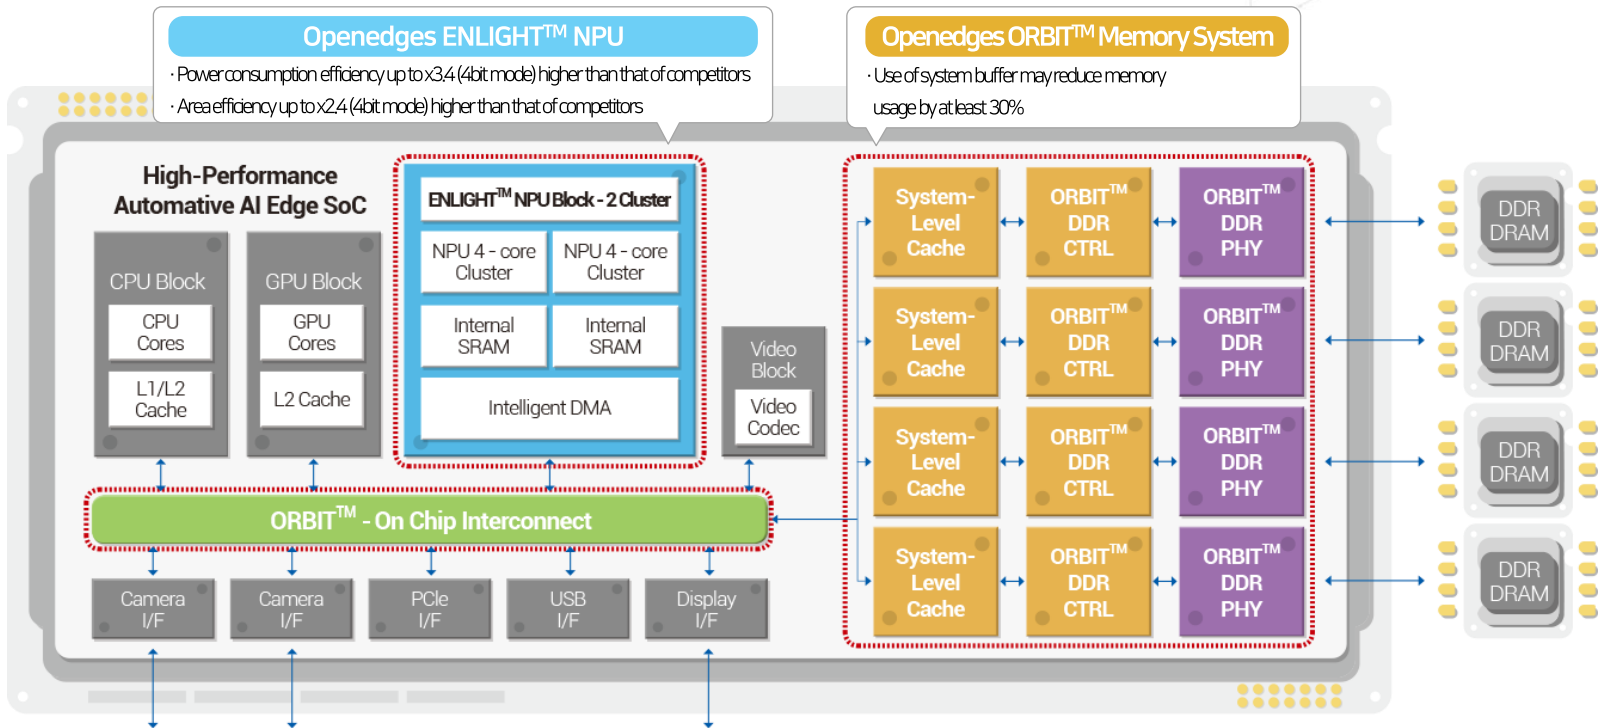 Openedges ENLIGHT™ NPU
· Power consumption efficiency up to x3.4 (4bit mode) higher than that of competitors
· Area efficiency up to x2.4 (4bit mode) higher than that of competitors
Openedges ORBIT™ Memory System
· Use of system buffer may reduce memory
usage by at least 30%
High-Performance
Automative AI Edge SoC
CPU Block
CPU
Cores
L1/L2
Cache
GPU Block
GPU
Cores
L2 Cache
ENLIGHT™ NPU Block - 2 Cluster
NPU 4 - core
Cluster
NPU 4 - core
Cluster
Internal
SRAM
Internal
SRAM
Intelligent DMA
Video
Block
Video
Codec
ORBIT™ - On Chip Interconnect
Camera
I/F
Camera
I/F
PCIe
I/F
USB
I/F
Display
I/F
System-
Level
Cache
ORBIT™
DDR
CTRL
ORBIT™
DDR
PHY
DDR
DRAM
System-
Level
Cache
ORBIT™
DDR
CTRL
ORBIT™
DDR
PHY
DDR
DRAM
System-
Level
Cache
ORBIT™
DDR
CTRL
ORBIT™
DDR
PHY
DDR
DRAM
System-
Level
Cache
ORBIT™
DDR
CTRL
ORBIT™
DDR
PHY
DDR
DRAM